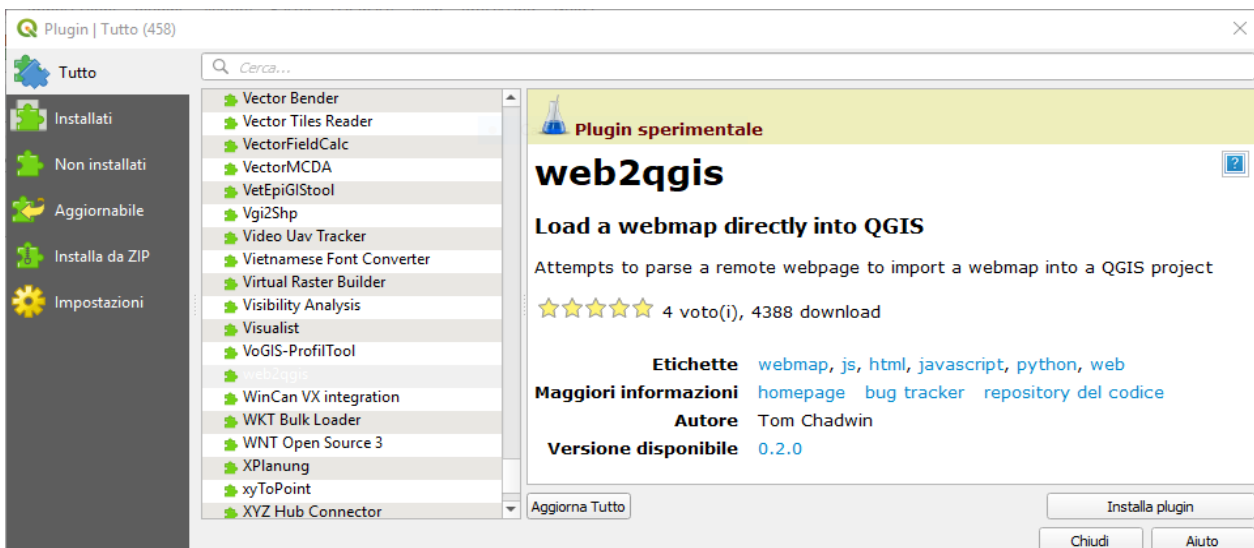 Plugin | Tutto (458)
Cerca...
Tutto
Installati
Non installati
Aggiornabile
Installa da ZIP
Impostazioni
Vector Bender
Vector Tiles Reader
VectorFieldCalc
VectorMCDA
VetEpiGIStool
Vgi2Shp
Video Uav Tracker
Vietnamese Font Converter
Virtual Raster Builder
Visibility Analysis
Visualist
VoGIS-ProfilTool
web2qgis
WinCan VX integration
WKT Bulk Loader
WNT Open Source 3
XPlanung
xyToPoint
XYZ Hub Connector
Plugin sperimentale
web2qgis
?
Load a webmap directly into QGIS
Attempts to parse a remote webpage to import a webmap into a QGIS project
4 voto(i), 4388 download
Etichette webmap, js, html, javascript, python, web
Maggiori informazioni homepage bug tracker repository del codice
Autore Tom Chadwin
Versione disponibile 0.2.0
Aggiorna Tutto
Installa plugin
Chiudi
Aiuto